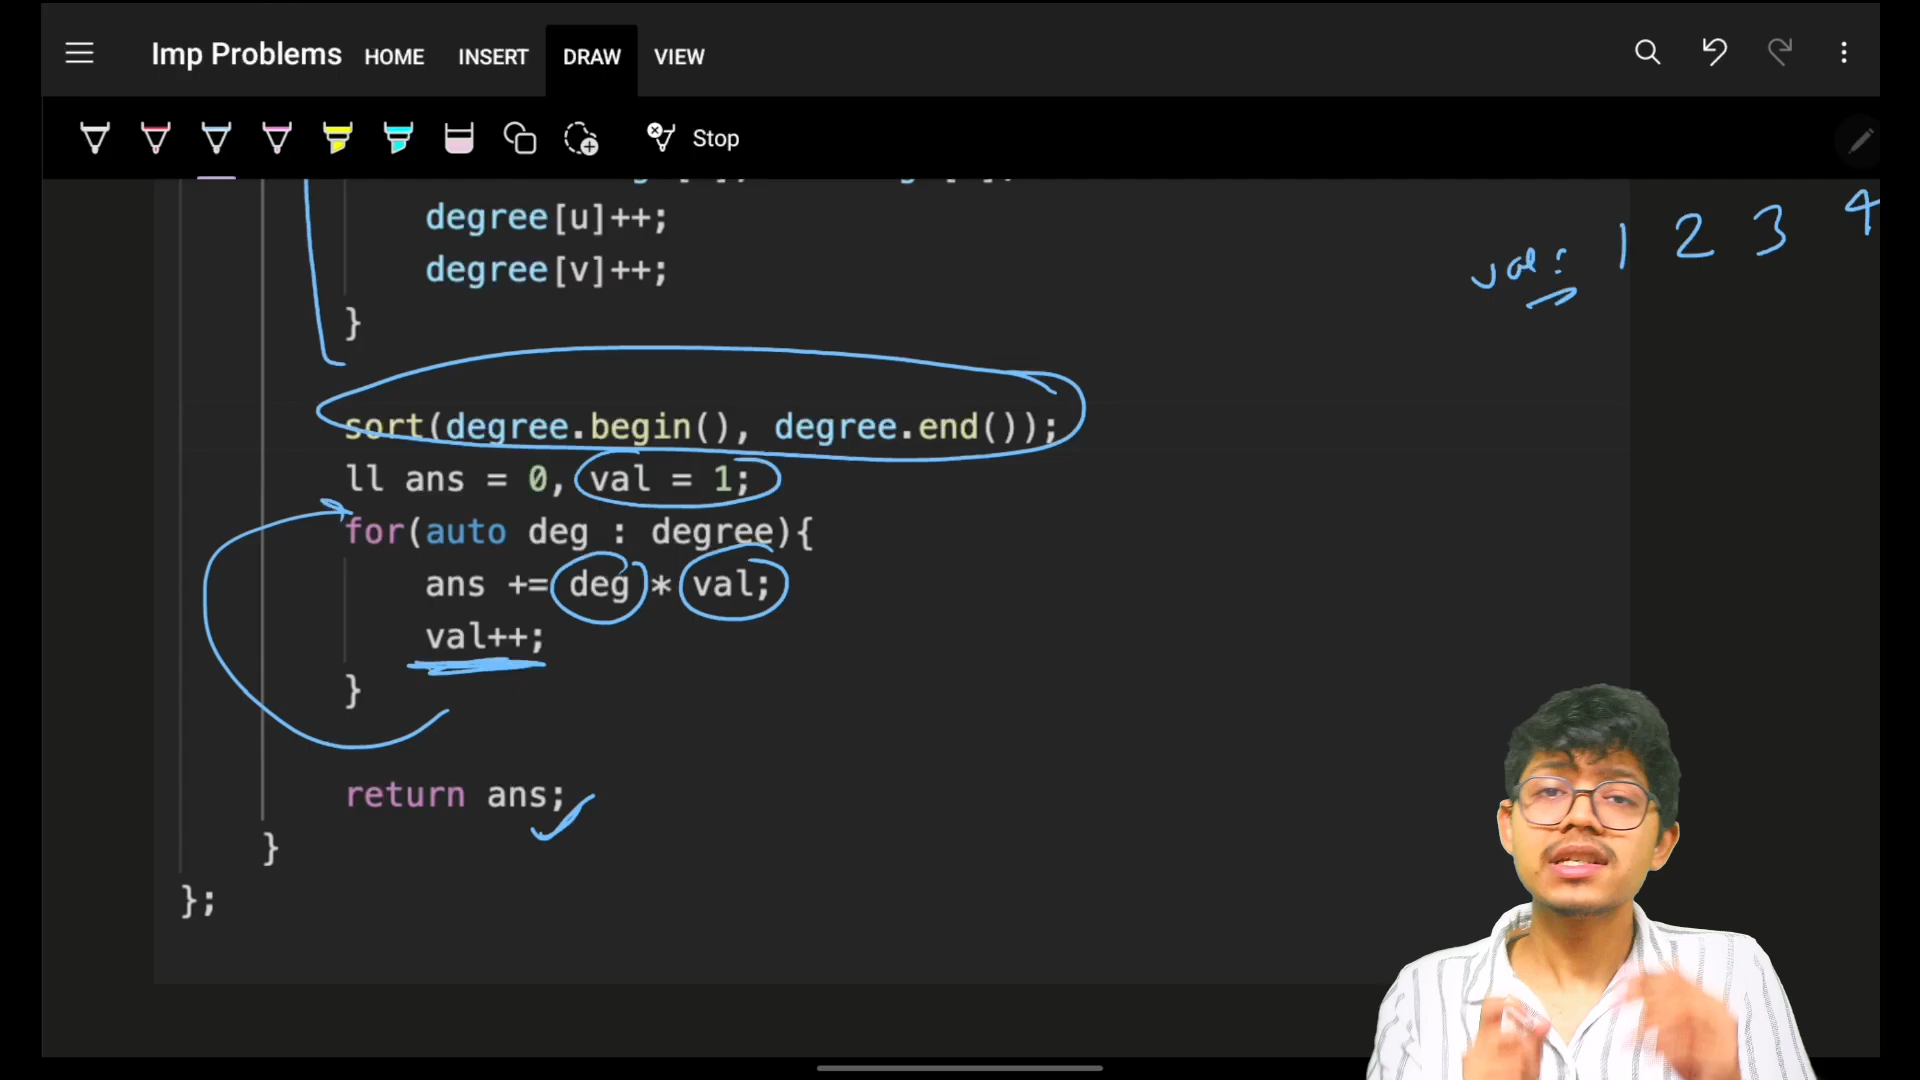 Imp Problems HOME INSERT DRAW VIEW
Stop
degree[u]++;
degree[v]++;
}
val: 1 2 3 4
sort(degree.begin(), degree.end());
ll ans = 0, val = 1;
for(auto deg : degree){
ans += deg * val;
val++;
}
return ans;
}
};